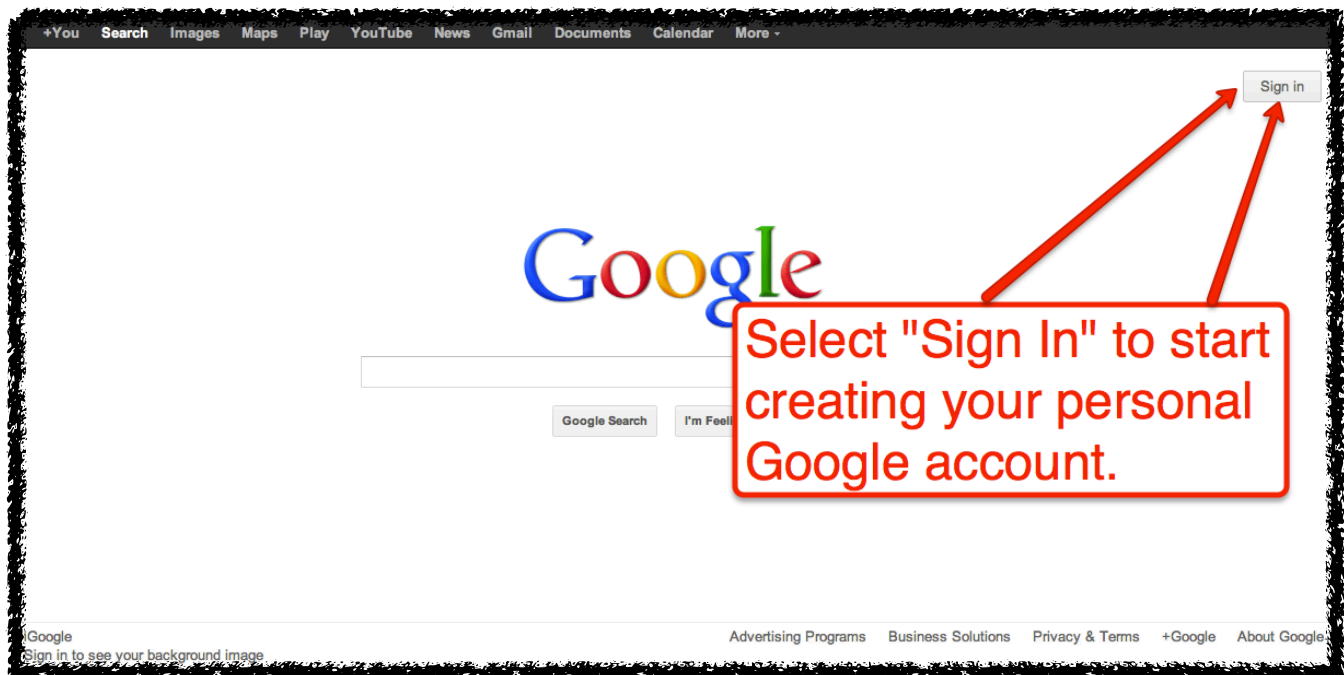 +You Search Images Maps Play YouTube News Gmail Documents Calendar More
Sign in
Google
Select "Sign In" to start
creating your personal
Google account.
Google Search I'm Feeli
Google Advertising Programs Business Solutions Privacy & Terms +Google About Google
Sign in to see your background image